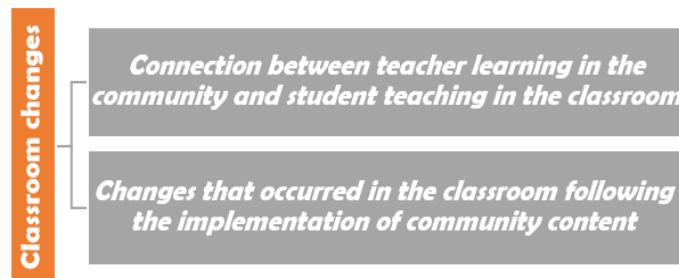 Classroom changes
Connection between teacher learning in the
community and student teaching in the classroom
Changes that occurred in the classroom following
the implementation of community content